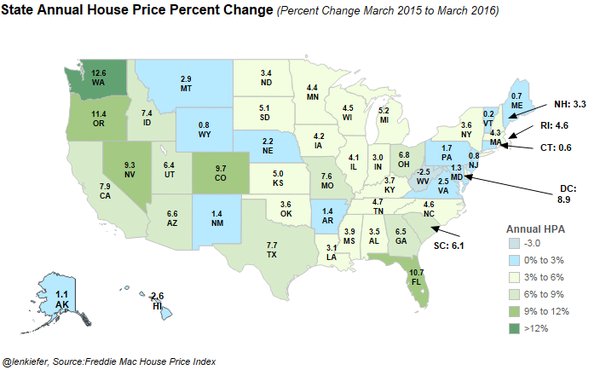 State Annual House Price Percent Change (Percent Change March 2015 to March 2016)
12.6
WA
2.9
MT
3.4
ND
4.4
MN
0.7
ME
0.2
VT
NH: 3.3
11.4
OR
7.4
ID
5.1
SD
4.5
WI
5.2
MI
3.6
NY
4.3
MA
RI: 4.6
CT: 0.6
0.8
WY
4.2
IA
1.7
PA
0.8
NJ
9.3
NV
6.4
UT
9.7
CO
2.2
NE
4.1
IL
3.0
IN
6.8
OH
-2.5
WV
1.3
MD
2.5
VA
DC:
8.9
7.9
CA
5.0
KS
7.6
MO
3.7
KY
4.7
TN
4.6
NC
6.6
AZ
1.4
NM
3.6
OK
1.4
AR
SC: 6.1
7.7
TX
3.1
LA
3.9
MS
3.5
AL
6.5
GA
10.7
FL
1.1
AK
2.6
HI
Annual HPA
-3.0
0% to 3%
3% to 6%
6% to 9%
9% to 12%
>12%
@lenkiefer, Source:Freddie Mac House Price Index